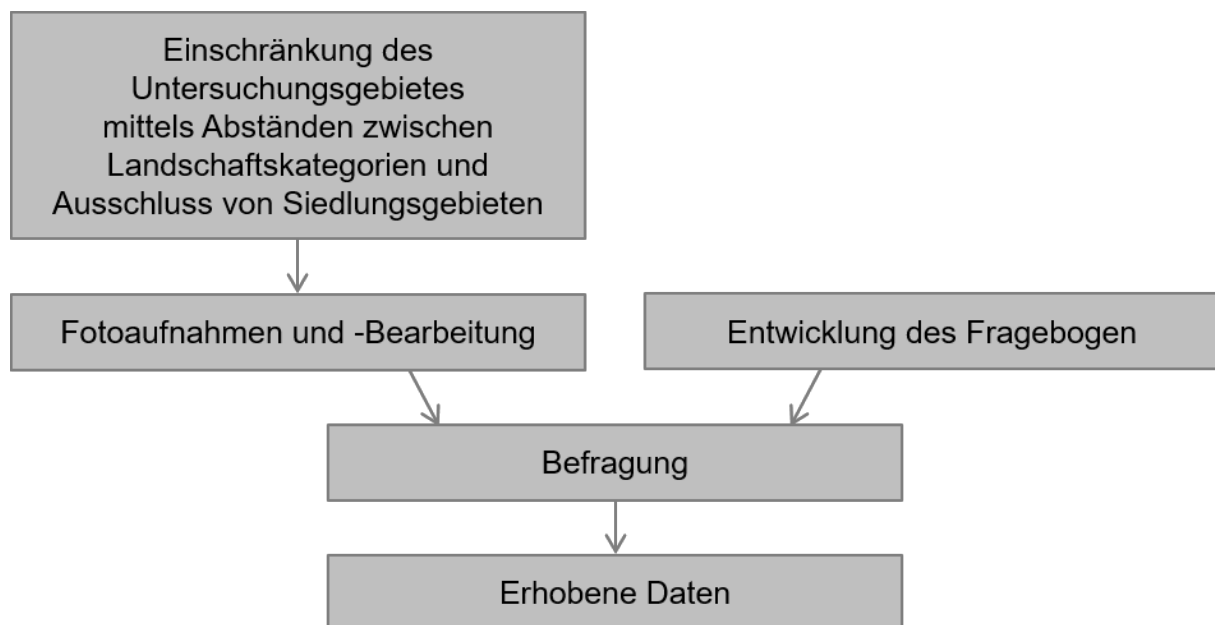 Einschränkung des
Untersuchungsgebietes
mittels Abständen zwischen
Landschaftskategorien und
Ausschluss von Siedlungsgebieten
Fotoaufnahmen und -Bearbeitung
Entwicklung des Fragebogen
Befragung
Erhobene Daten